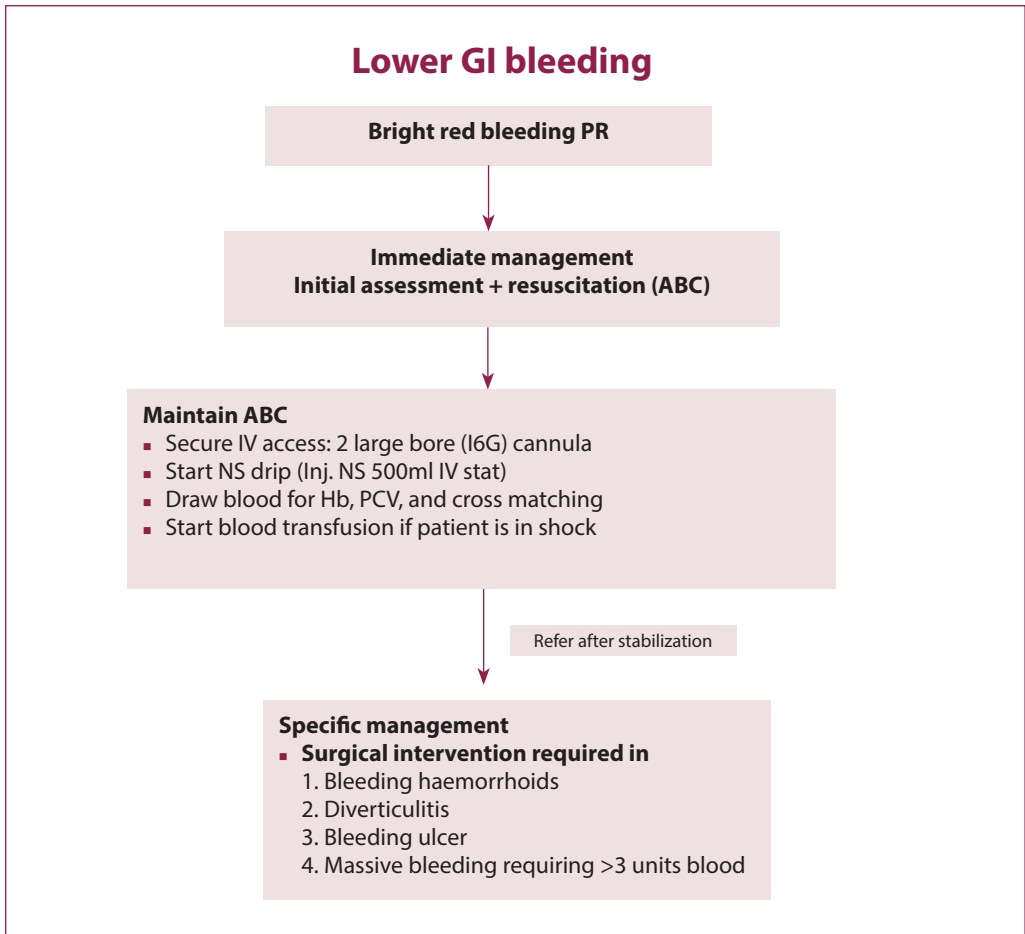 Lower GI bleeding
Bright red bleeding PR
Immediate management
Initial assessment + resuscitation (ABC)
Maintain ABC
▪ Secure IV access: 2 large bore (I6G) cannula
▪ Start NS drip (Inj. NS 500ml IV stat)
▪ Draw blood for Hb, PCV, and cross matching
▪ Start blood transfusion if patient is in shock
Refer after stabilization
Specific management
▪ Surgical intervention required in
1. Bleeding haemorrhoids
2. Diverticulitis
3. Bleeding ulcer
4. Massive bleeding requiring >3 units blood